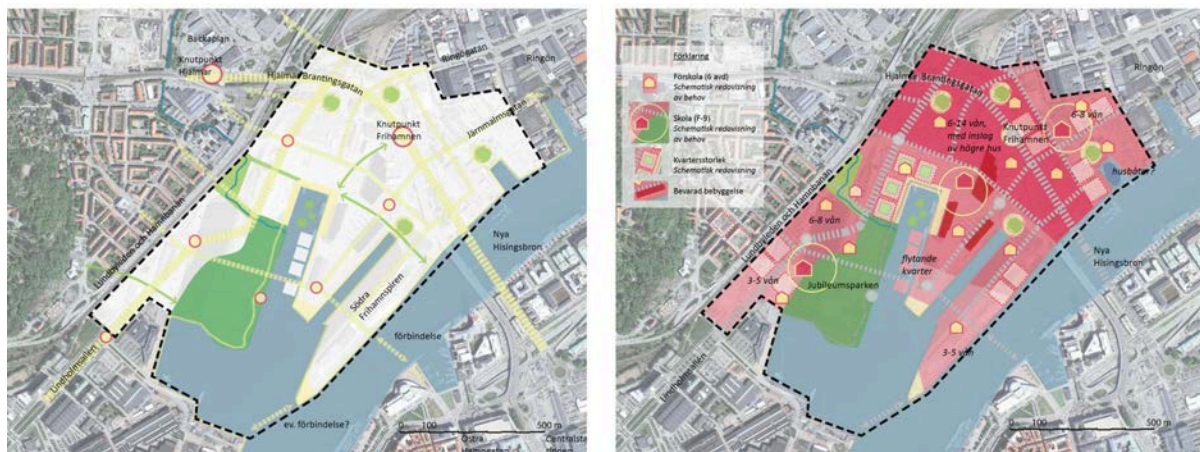 Backaplan
Knutpunkt
Hjalmar
Hjalmar Brantingsgatan
Ringögatan
Ringön
Järnmalmsgatan
Knutpunkt
Frihamnen
Lundbyleden och Hamnbanan
Nya
Hisingsbron
Södra
Frihamnspiren
förbindelse
Lindholmsallén
ev. förbindelse?
0
100
500 m
Östra
Centralsta
Förklaring
Förskola (6 avd)
Schematisk redovisning
av behov
Skola (F-9)
Schematisk redovisning
av behov
Kvartersstorlek
Schematisk redovisning
Bevarad bebyggelse
Hjalmar Brantingsgatan
Ringön
6-8 vån
6-14 vån,
med inslag
av högre hus
Knutpunkt
Frihamnen
husbåtar?
Lundbyleden och Hamnbanan
6-8 vån
Nya
Hisingsbron
flytande
kvarter
3-5 vån
Jubileumsparken
3-5 vån
Lindholmsallén
0
100
500 m